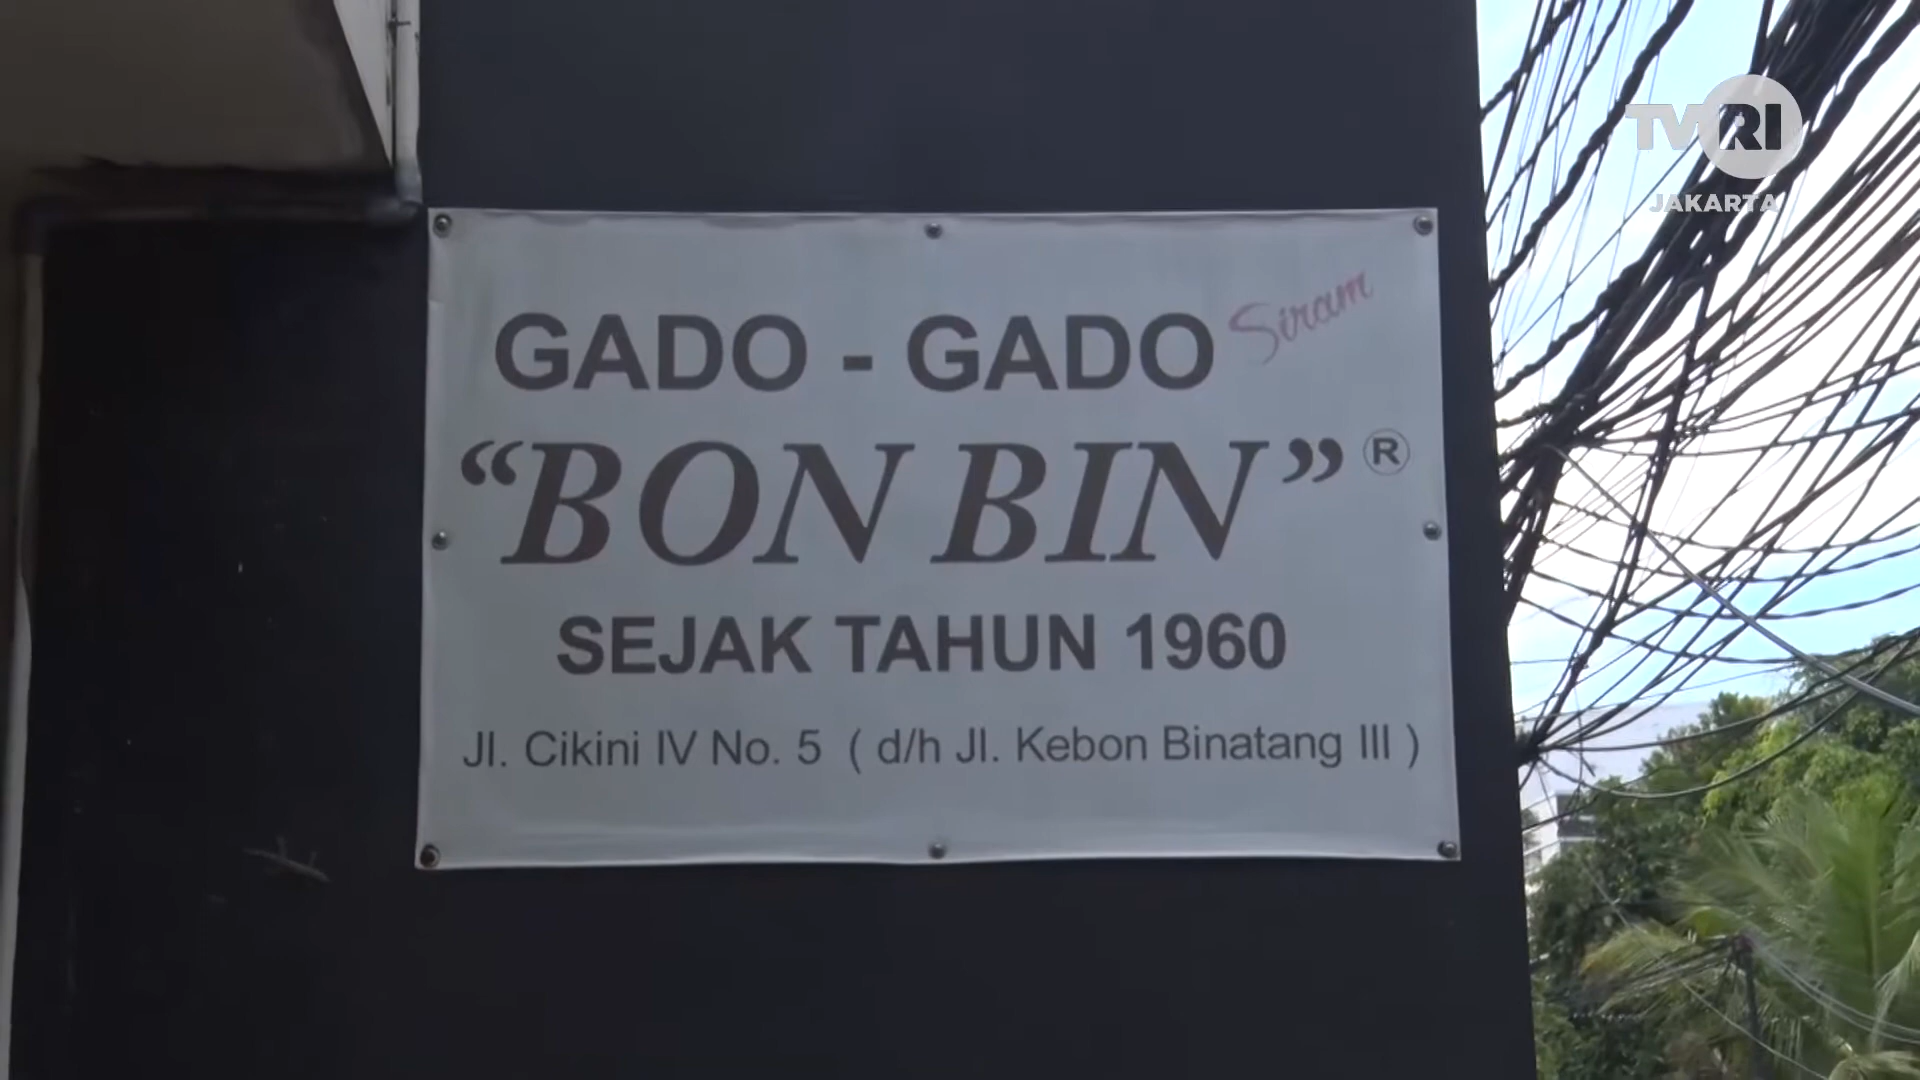 TVRI
JAKARTA
GADO - GADO Siram
“BON BIN” ®
SEJAK TAHUN 1960
Jl. Cikini IV No. 5 ( d/h Jl. Kebon Binatang III )